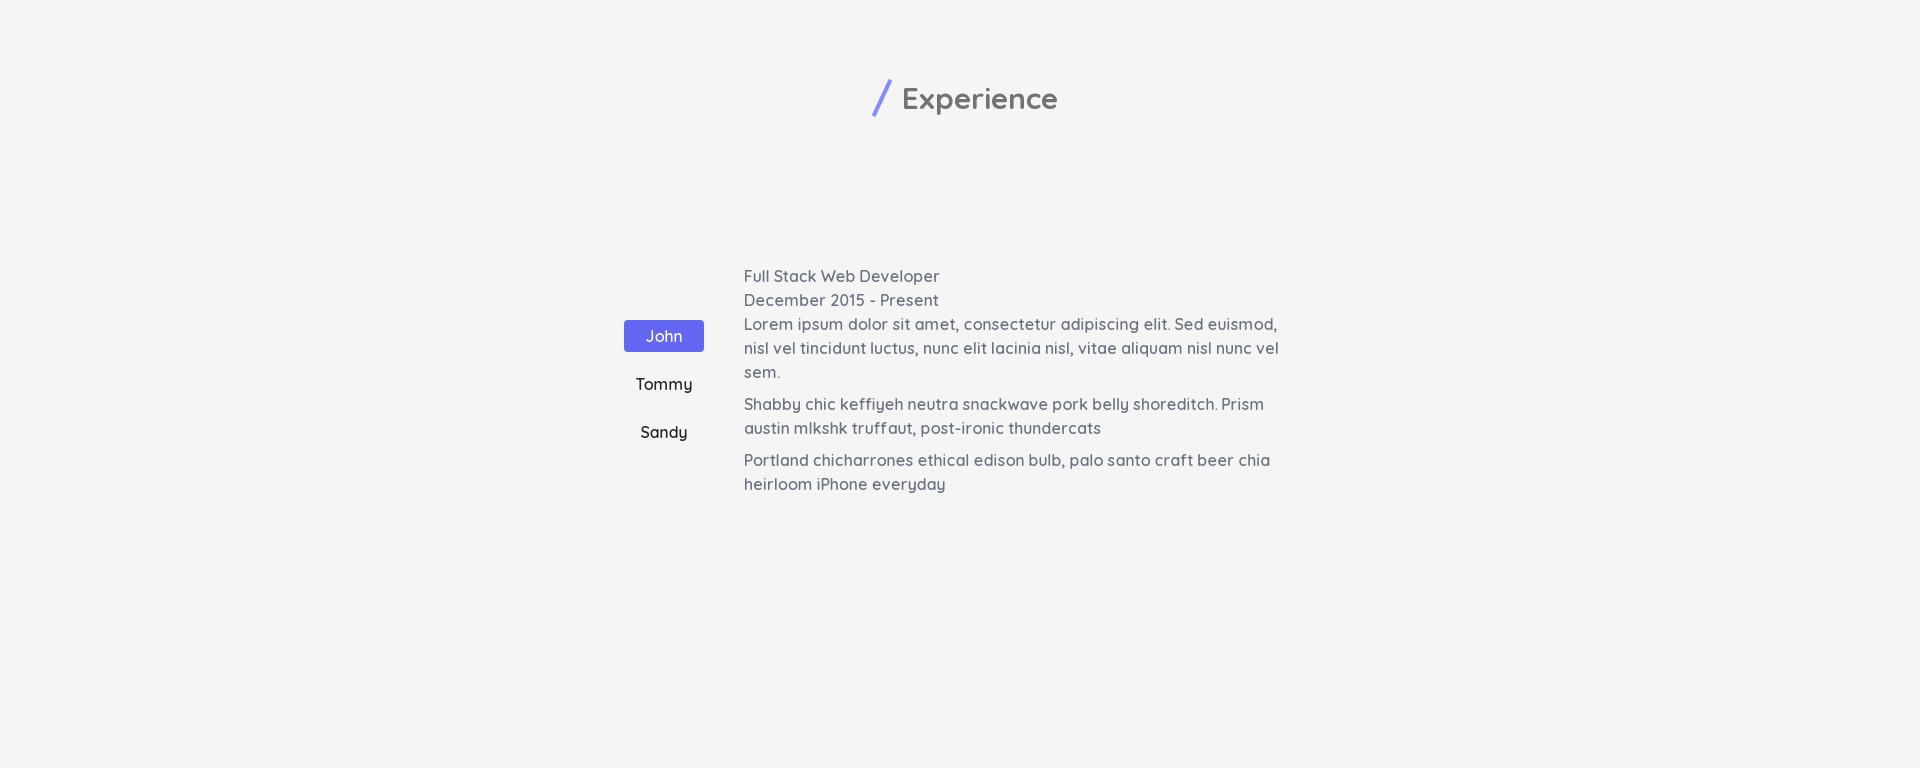 / Experience
John
Tommy
Sandy
Full Stack Web Developer
December 2015 - Present
Lorem ipsum dolor sit amet, consectetur adipiscing elit. Sed euismod,
nisl vel tincidunt luctus, nunc elit lacinia nisl, vitae aliquam nisl nunc vel
sem.
Shabby chic keffiyeh neutra snackwave pork belly shoreditch. Prism
austin mlkshk truffaut, post-ironic thundercats
Portland chicharrones ethical edison bulb, palo santo craft beer chia
heirloom iPhone everyday